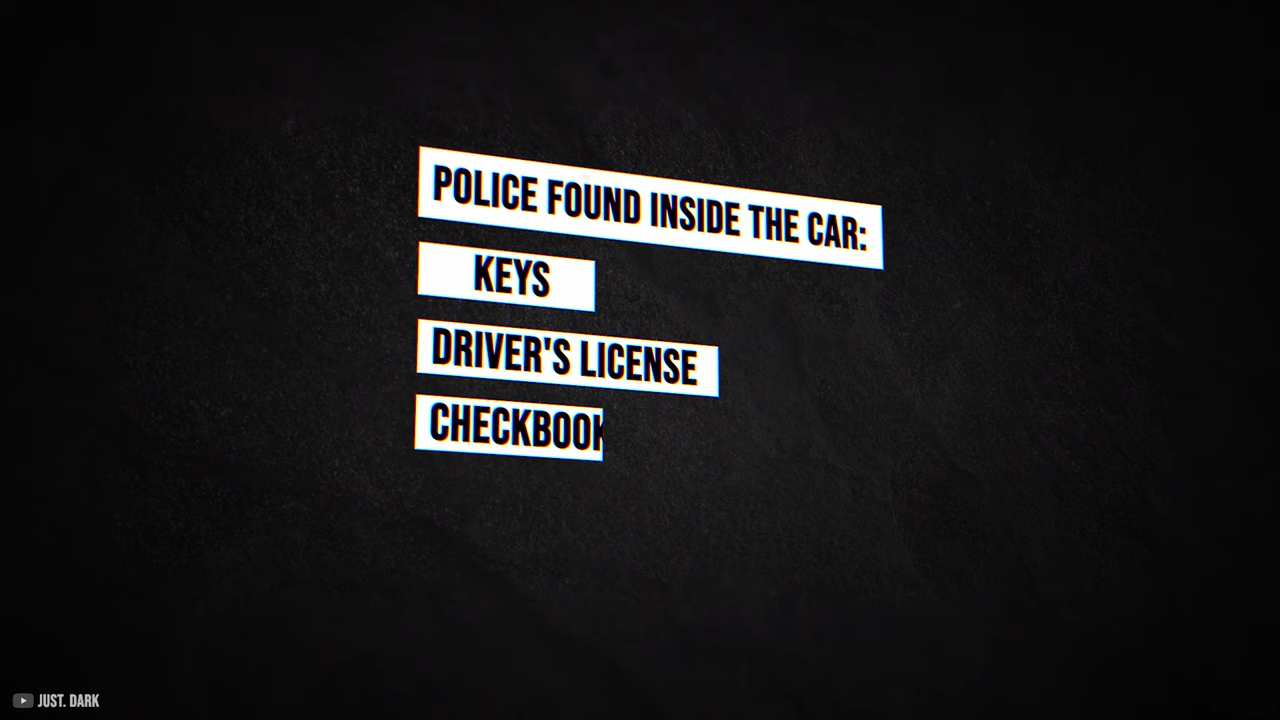 POLICE FOUND INSIDE THE CAR:
KEYS
DRIVER'S LICENSE
CHECKBOOK
JUST. DARK